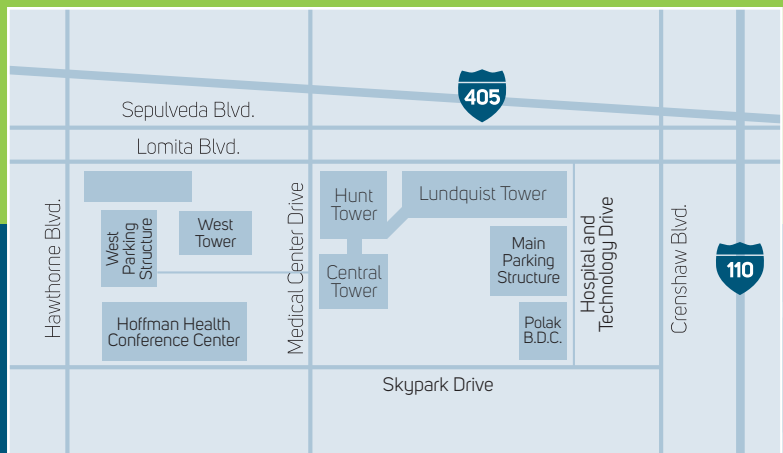 405
Sepulveda Blvd.
Lomita Blvd.
Hawthorne Blvd.
West
Parking
Structure
West
Tower
Medical Center Drive
Hunt
Tower
Lundquist Tower
Central
Tower
Main
Parking
Structure
Hospital and
Technology Drive
Crenshaw Blvd.
110
Hoffman Health
Conference Center
Polak
B.D.C.
Skypark Drive